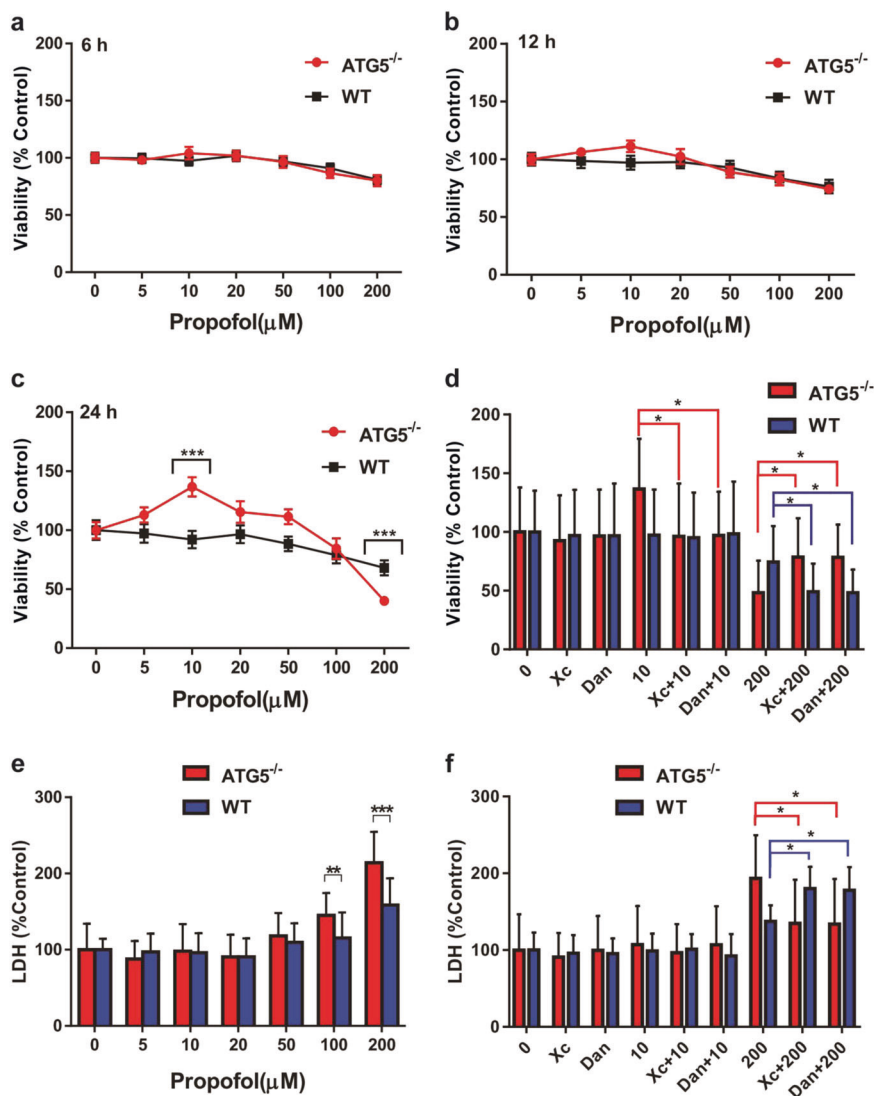 a
6 h
ATG5-/-
WT
Viability (% Control)
200
150
100
50
0
0 5 10 20 50 100 200
Propofol(μM)
b
12 h
ATG5-/-
WT
Viability (% Control)
200
150
100
50
0
0 5 10 20 50 100 200
Propofol(μM)
c
24 h
ATG5-/-
WT
***
***
Viability (% Control)
200
150
100
50
0
0 5 10 20 50 100 200
Propofol(μM)
d
ATG5-/-
WT
*
*
*
*
*
*
Viability (% Control)
200
150
100
50
0
0 Xc Dan 10 Xc+10 Dan+10 200 Xc+200 Dan+200
e
ATG5-/-
WT
***
**
LDH (%Control)
300
200
100
0
0 5 10 20 50 100 200
Propofol(μM)
f
ATG5-/-
WT
*
*
*
*
LDH (%Control)
300
200
100
0
0 Xc Dan 10 Xc+10 Dan+10 200 Xc+200 Dan+200